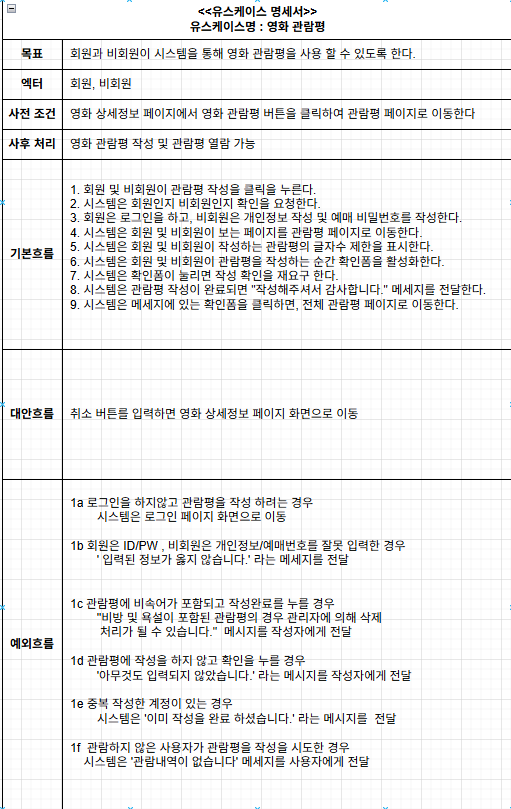 <<유스케이스 명세서>>
유스케이스명 : 영화 관람평
목표
회원과 비회원이 시스템을 통해 영화 관람평을 사용 할 수 있도록 한다.
엑터
회원, 비회원
사전 조건
영화 상세정보 페이지에서 영화 관람평 버튼을 클릭하여 관람평 페이지로 이동한다
사후 처리
영화 관람평 작성 및 관람평 열람 가능
기본흐름
1. 회원 및 비회원이 관람평 작성을 클릭을 누른다.
2. 시스템은 회원인지 비회원인지 확인을 요청한다.
3. 회원은 로그인을 하고, 비회원은 개인정보 작성 및 예매 비밀번호를 작성한다.
4. 시스템은 회원 및 비회원이 보는 페이지를 관람평 페이지로 이동한다.
5. 시스템은 회원 및 비회원이 작성하는 관람평의 글자수 제한을 표시한다.
6. 시스템은 회원 및 비회원이 관람평을 작성하는 순간 확인폼을 활성화한다.
7. 시스템은 확인폼이 눌리면 작성 확인을 재요구 한다.
8. 시스템은 관람평 작성이 완료되면 "작성해주셔서 감사합니다." 메세지를 전달한다.
9. 시스템은 메세지에 있는 확인폼을 클릭하면, 전체 관람평 페이지로 이동한다.
대안흐름
취소 버튼를 입력하면 영화 상세정보 페이지 화면으로 이동
예외흐름
1a 로그인을 하지않고 관람평을 작성 하려는 경우
시스템은 로그인 페이지 화면으로 이동
1b 회원은 ID/PW , 비회원은 개인정보/예매번호를 잘못 입력한 경우
' 입력된 정보가 옳지 않습니다.' 라는 메세지를 전달
1c 관람평에 비속어가 포함되고 작성완료를 누를 경우
"비방 및 욕설이 포함된 관람평의 경우 관리자에 의해 삭제
처리가 될 수 있습니다."  메시지를 작성자에게 전달
1d 관람평에 작성을 하지 않고 확인을 누를 경우
'아무것도 입력되지 않았습니다.' 라는 메시지를 작성자에게 전달
1e 중복 작성한 계정이 있는 경우
시스템은 '이미 작성을 완료 하셨습니다.' 라는 메시지를  전달
1f  관람하지 않은 사용자가 관람평을 작성을 시도한 경우
시스템은 '관람내역이 없습니다' 메세지를 사용자에게 전달